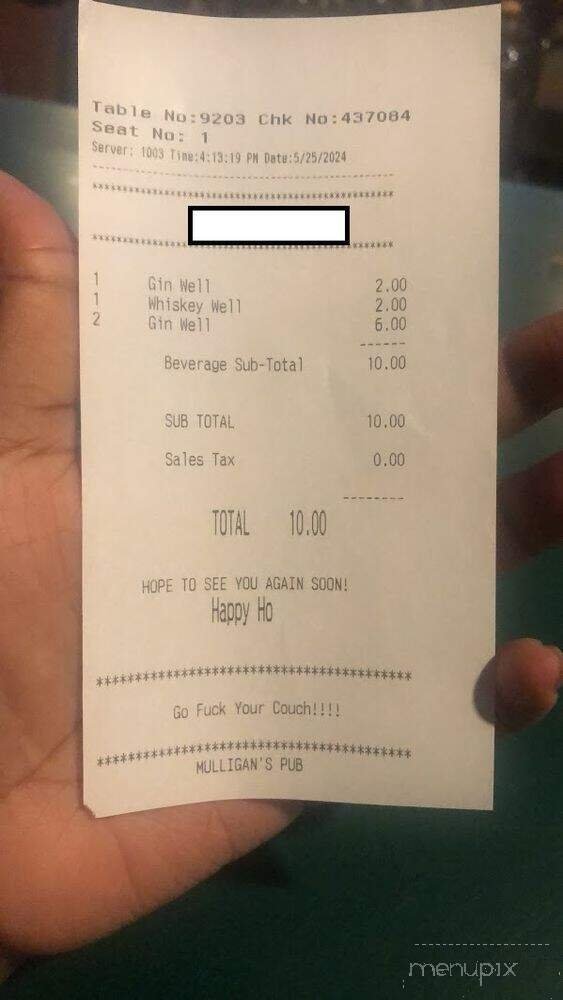 Table No:9203 Chk No:437084
Seat No: 1
Server: 1003 Time:4:13:19 PM Date:5/25/2024
----------------------------------------
****************************************
****************************************
1 Gin Well 2.00
1 Whiskey Well 2.00
2 Gin Well 6.00
------
Beverage Sub-Total 10.00
SUB TOTAL 10.00
Sales Tax 0.00
--------
TOTAL 10.00
HOPE TO SEE YOU AGAIN SOON!
Happy Ho
****************************************
Go Fuck Your Couch!!!!
****************************************
MULLIGAN'S PUB
menupix